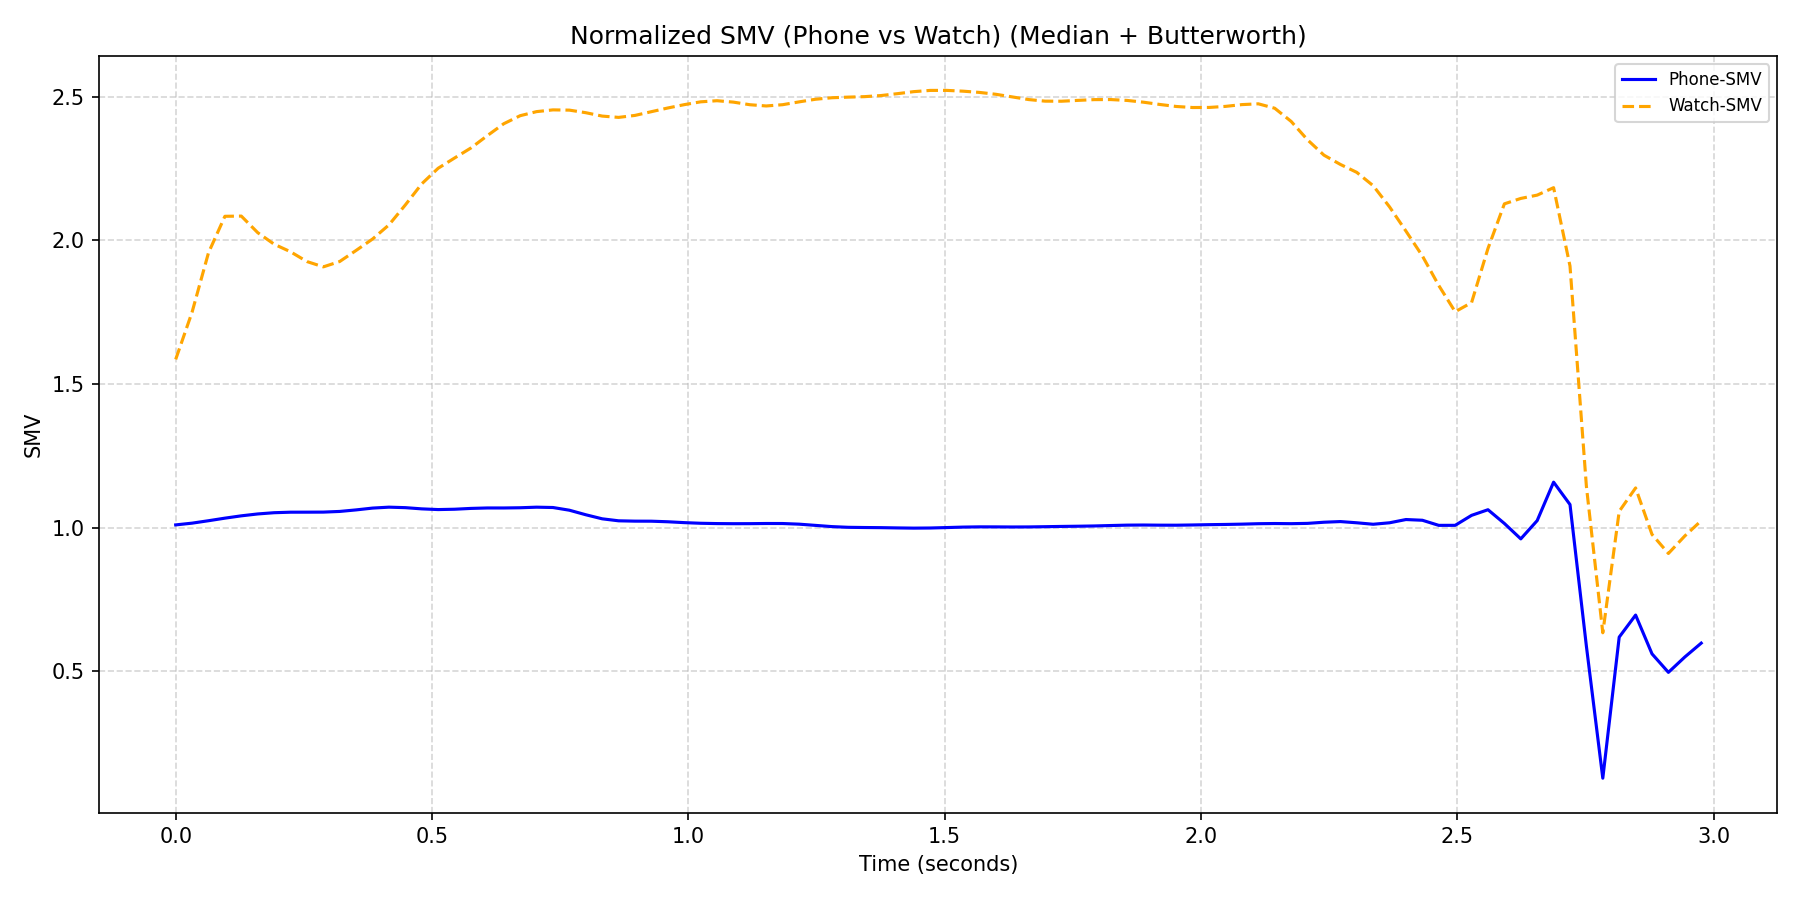 Normalized SMV (Phone vs Watch) (Median + Butterworth)
Phone-SMV
Watch-SMV
2.5
2.0
1.5
1.0
0.5
SMV
0.0 0.5 1.0 1.5 2.0 2.5 3.0
Time (seconds)